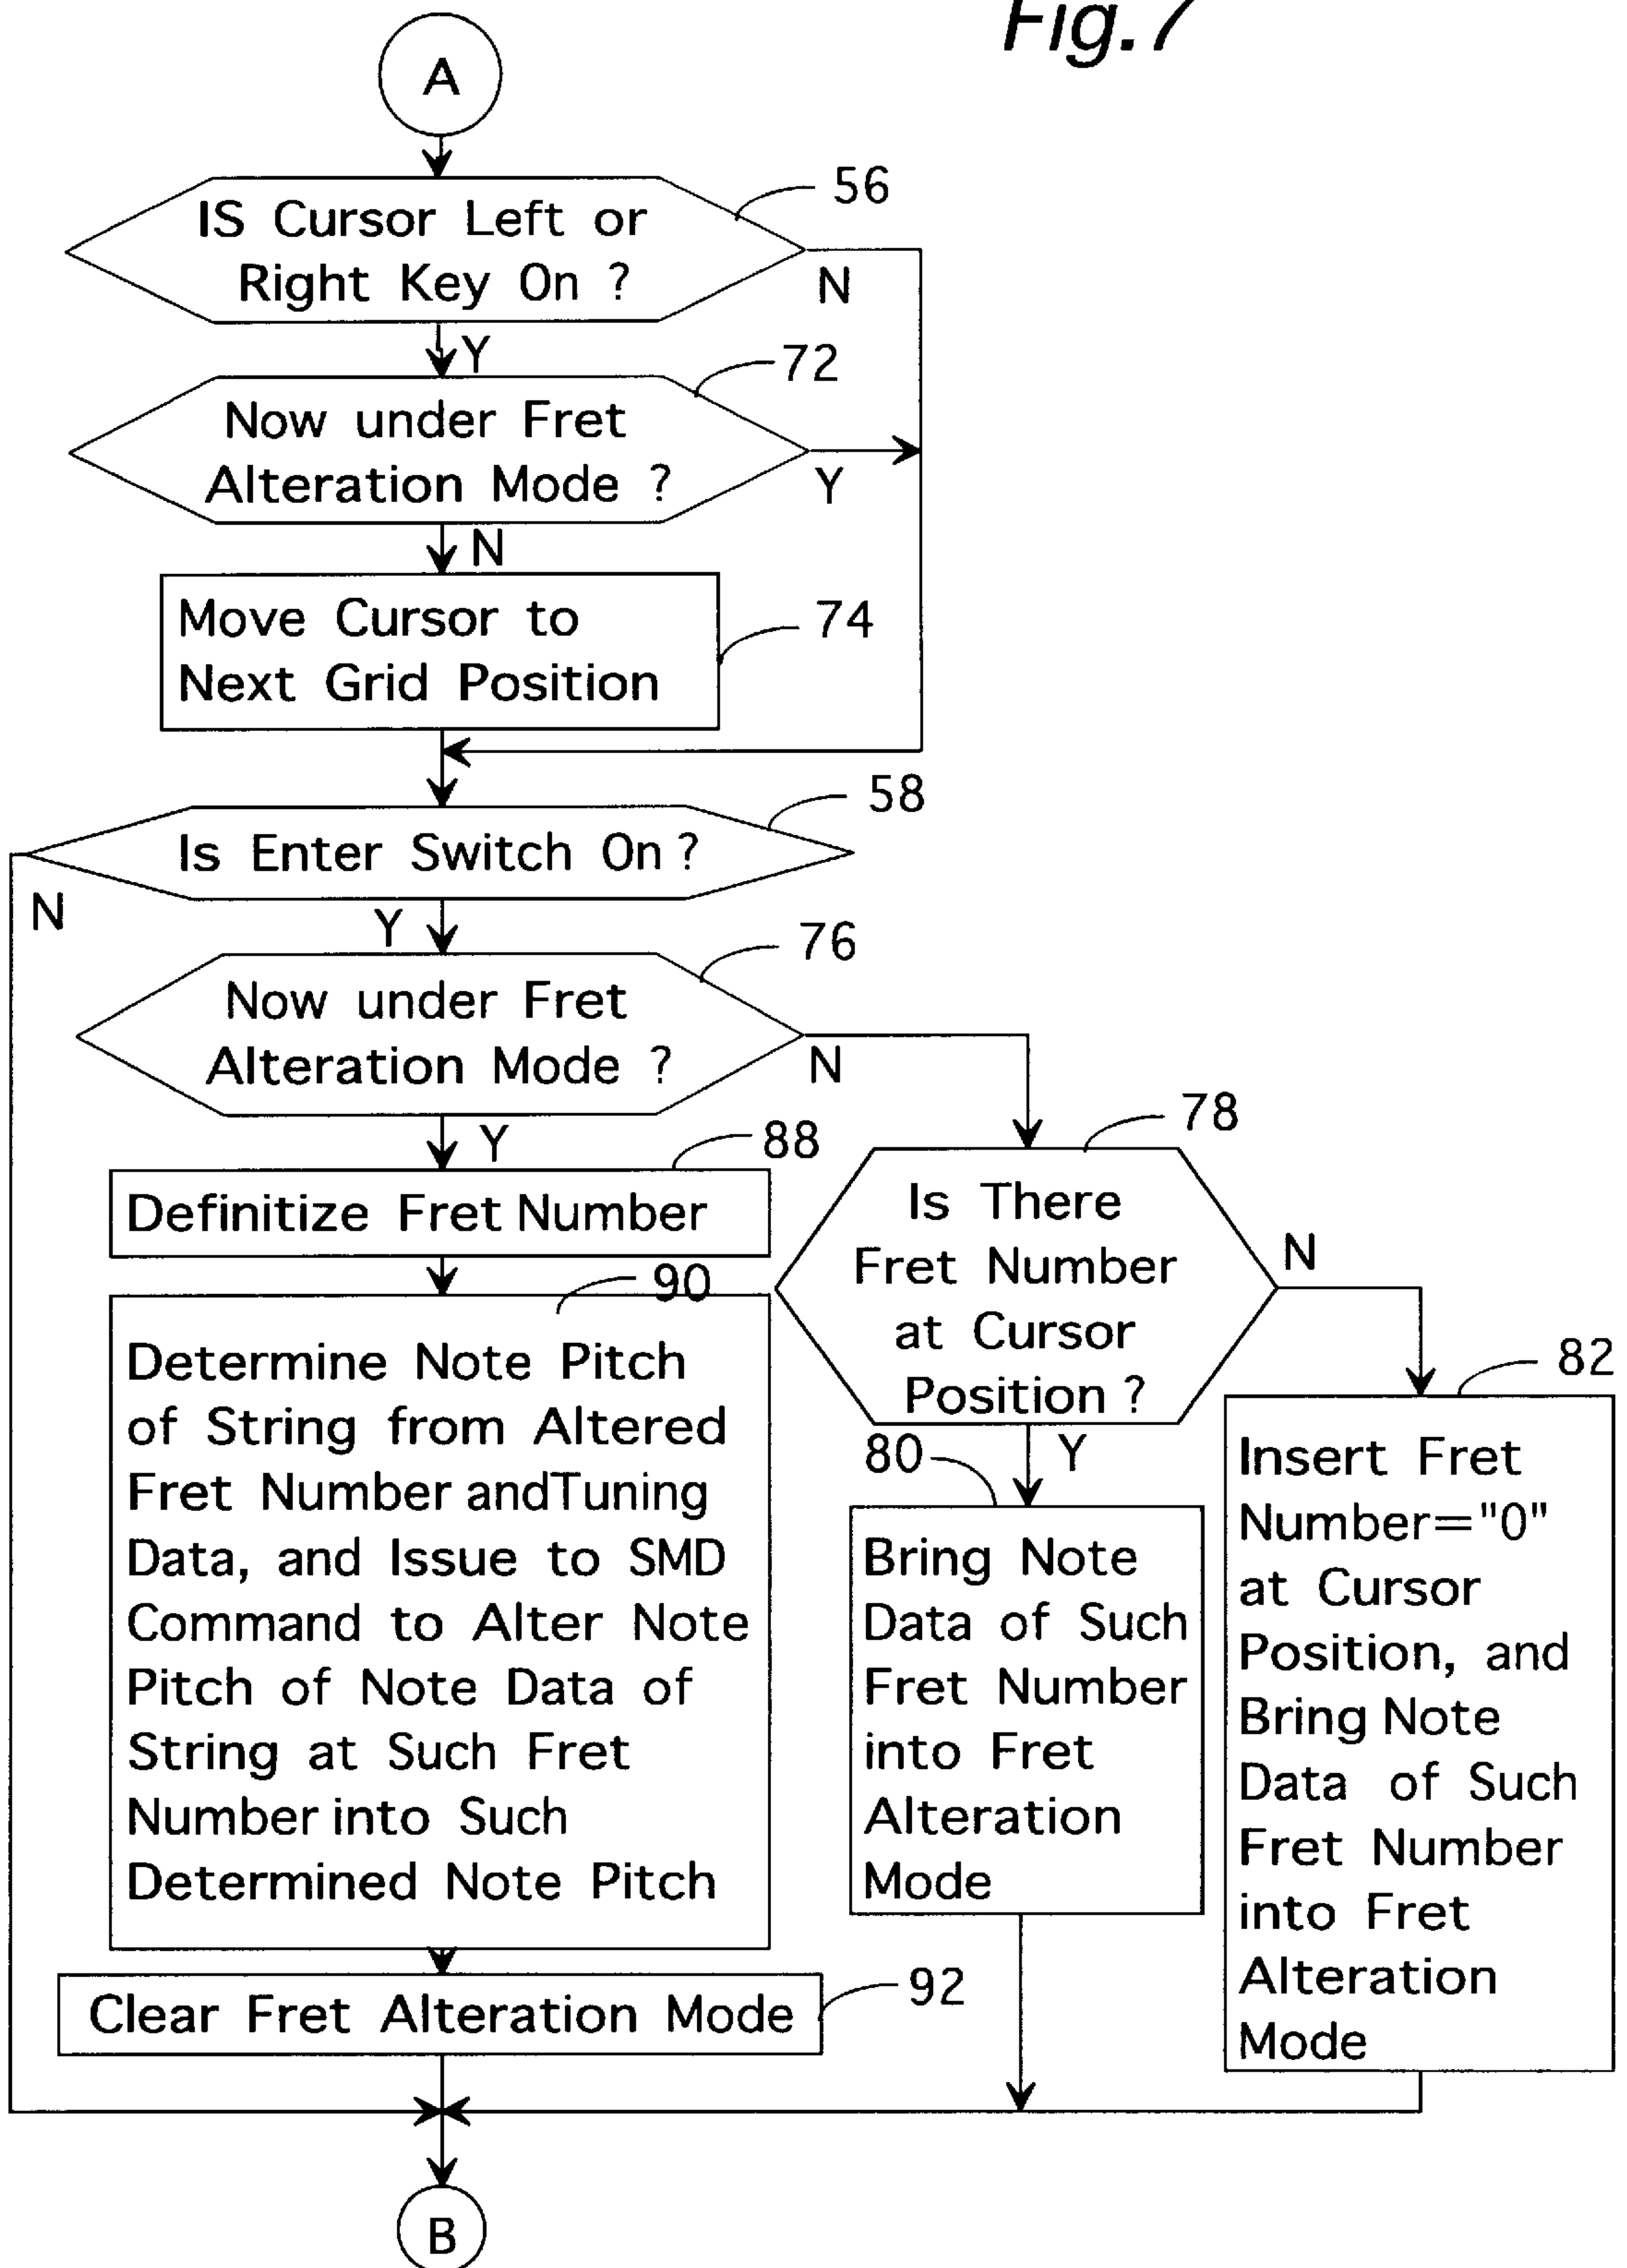 Fig.7
A
IS Cursor Left or
Right Key On ?
56
N
Y
72
Now under Fret
Alteration Mode ?
Y
N
Move Cursor to
Next Grid Position
74
58
Is Enter Switch On ?
N
Y
76
Now under Fret
Alteration Mode ?
N
Y
88
Definitize Fret Number
78
Is There
Fret Number
at Cursor
Position ?
N
Y
90
Determine Note Pitch
of String from Altered
Fret Number andTuning
Data, and Issue to SMD
Command to Alter Note
Pitch of Note Data of
String at Such Fret
Number into Such
Determined Note Pitch
80
Bring Note
Data of Such
Fret Number
into Fret
Alteration
Mode
82
Insert Fret
Number="0"
at Cursor
Position, and
Bring Note
Data of Such
Fret Number
into Fret
Alteration
Mode
Clear Fret Alteration Mode
92
B